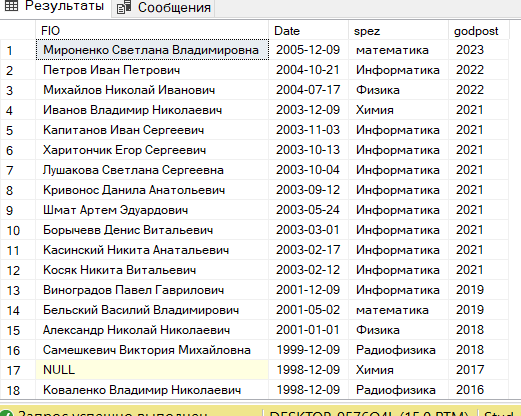 Результаты Сообщения
FIO Date spez godpost
1 Мироненко Светлана Владимировна 2005-12-09 математика 2023
2 Петров Иван Петрович 2004-10-21 Информатика 2022
3 Михайлов Николай Иванович 2004-07-17 Физика 2022
4 Иванов Владимир Николаевич 2003-12-09 Химия 2021
5 Капитанов Иван Сергеевич 2003-11-03 Информатика 2021
6 Харитончик Егор Сергеевич 2003-10-13 Информатика 2021
7 Лушакова Светлана Сергеевна 2003-10-04 Информатика 2021
8 Кривонос Данила Анатольевич 2003-09-12 Информатика 2021
9 Шмат Артем Эдуардович 2003-05-24 Информатика 2021
10 Борычевв Денис Витальевич 2003-03-01 Информатика 2021
11 Касинский Никита Анатальевич 2003-02-17 Информатика 2021
12 Косяк Никита Витальевич 2003-02-12 Информатика 2021
13 Виноградов Павел Гаврилович 2001-12-09 Информатика 2019
14 Бельский Василий Владимирович 2001-05-02 математика 2019
15 Александр Николай Николаевич 2001-01-01 Физика 2018
16 Самешкевич Виктория Михайловна 1999-12-09 Радиофизика 2018
17 NULL 1998-12-09 Химия 2017
18 Коваленко Владимир Николаевич 1998-12-09 Радиофизика 2016